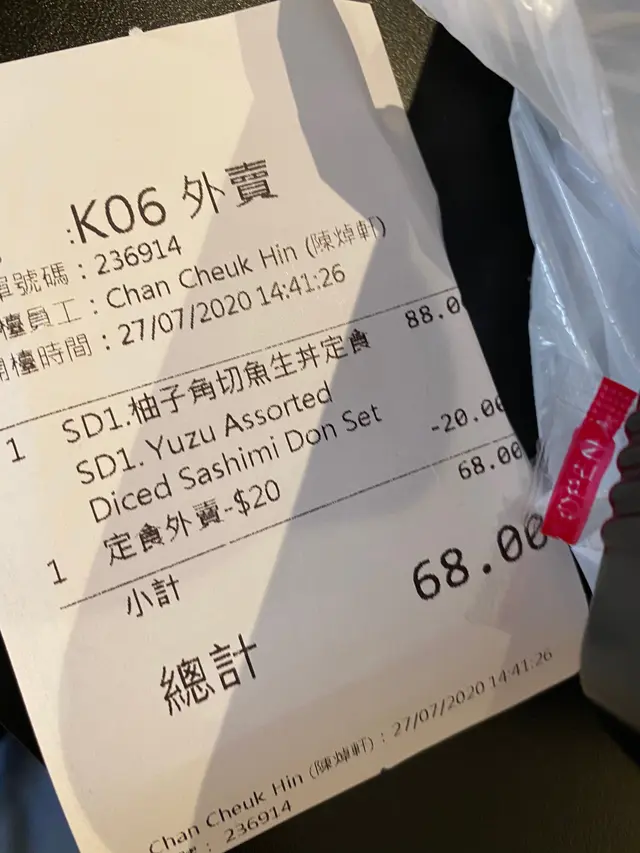 :K06 外賣
單號碼：236914
檯員工：Chan Cheuk Hin (陳焯軒)
開檯時間：27/07/2020 14:41:26
1 SD1.柚子角切魚生丼定食 88.0
SD1. Yuzu Assorted
Diced Sashimi Don Set
1 定食外賣-$20 -20.00
小計 68.00
總計 68.00
Chan Cheuk Hin (陳焯軒)：27/07/2020 14:41:26
: 236914
OPEN